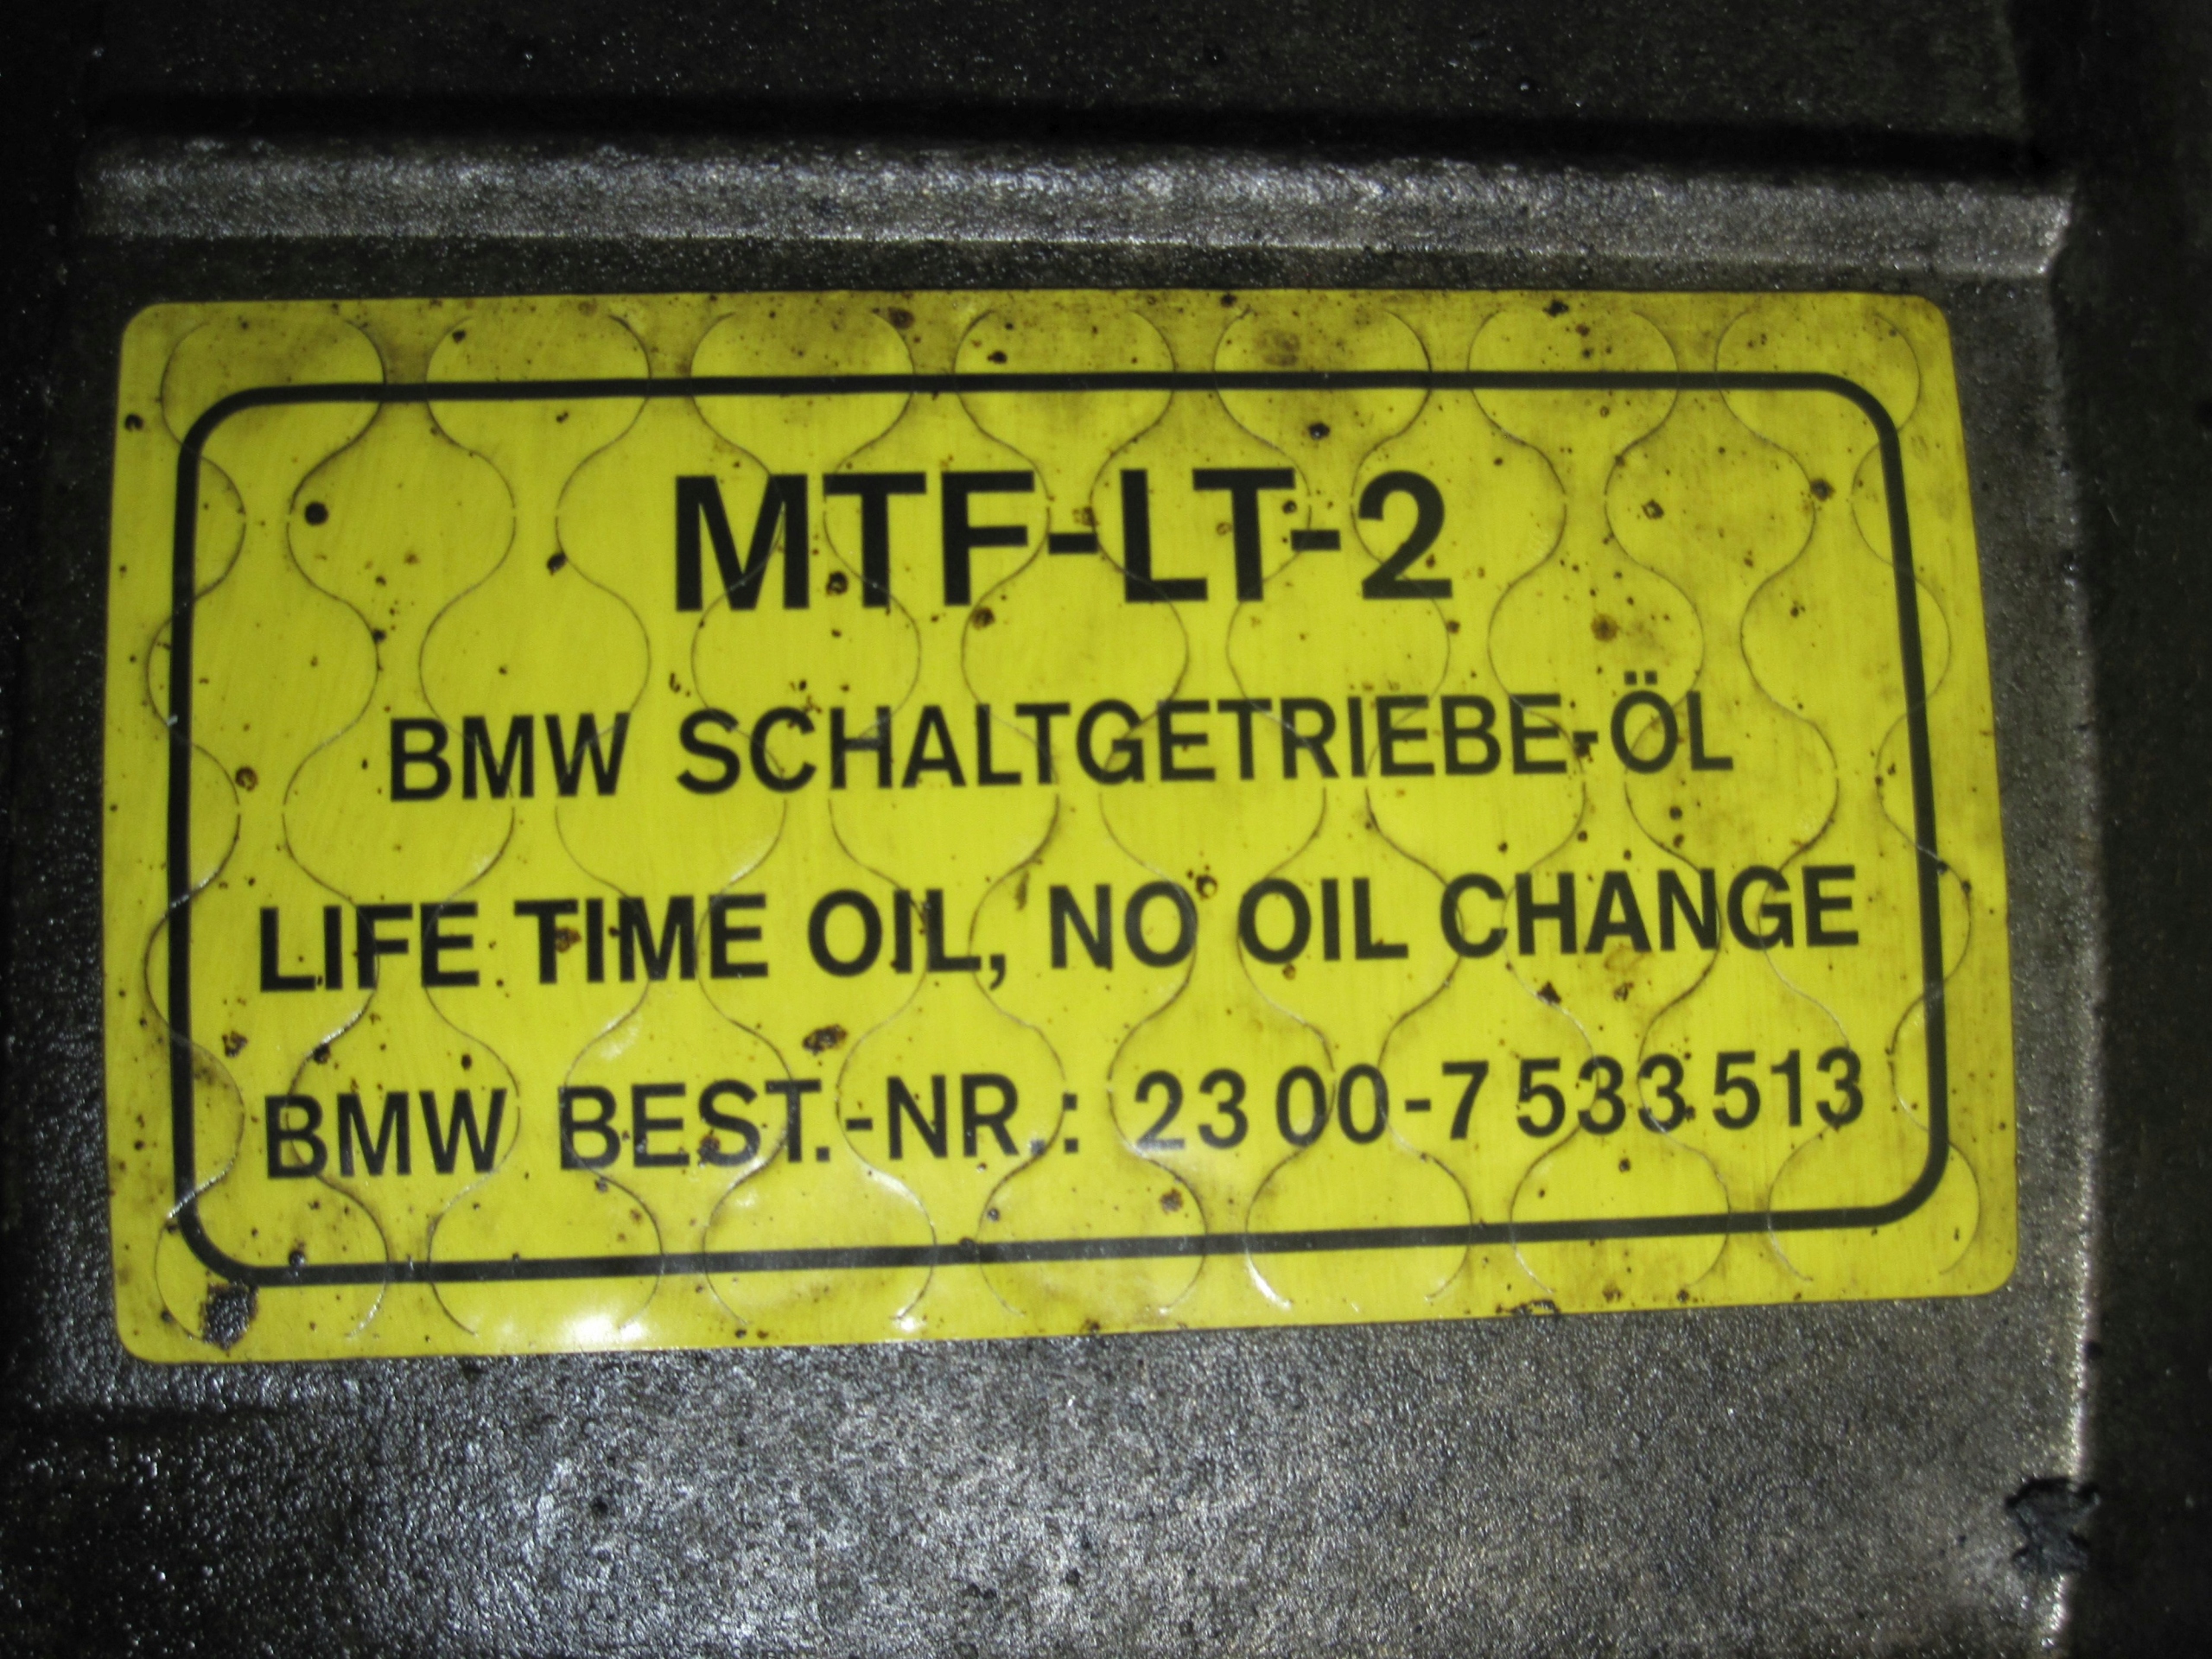 MTF-LT-2
BMW SCHALTGETRIEBE-ÖL
LIFE TIME OIL, NO OIL CHANGE
BMW BEST.-NR.: 23 00-7 533 513